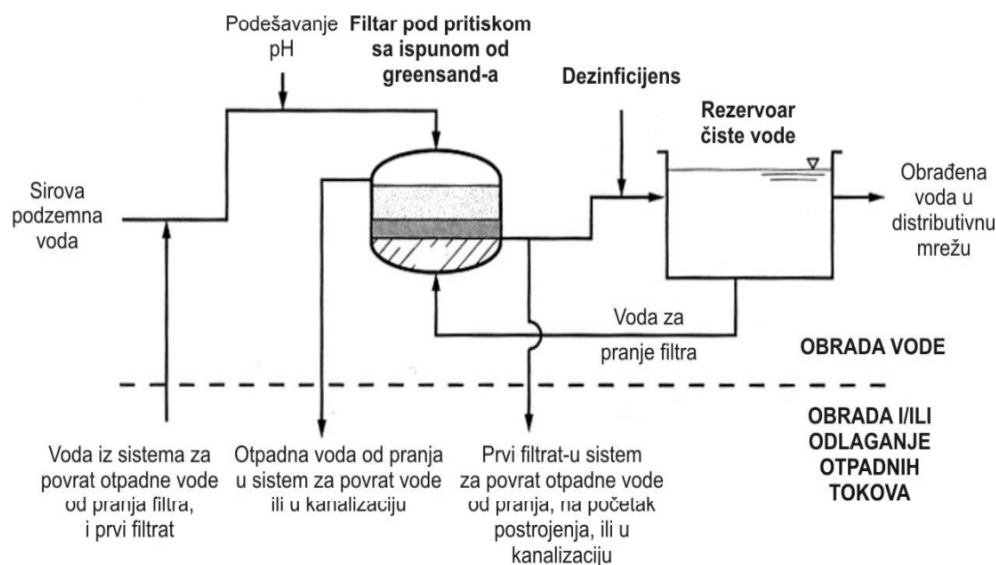 Podešavanje
pH
Filtar pod pritiskom
sa ispunom od
greensand-a
Dezinficijens
Rezervoar
čiste vode
Sirova
podzemna
voda
Obrađena
voda u
distributivnu
mrežu
Voda za
pranje filtra
OBRADA VODE
OBRADA I/ILI
ODLAGANJE
OTPADNIH
TOKOVA
Voda iz sistema za
povrat otpadne vode
od pranja filtra,
i prvi filtrat
Otpadna voda od pranja
u sistem za povrat vode
ili u kanalizaciju
Prvi filtrat-u sistem
za povrat otpadne vode
od pranja, na početak
postrojenja, ili u
kanalizaciju